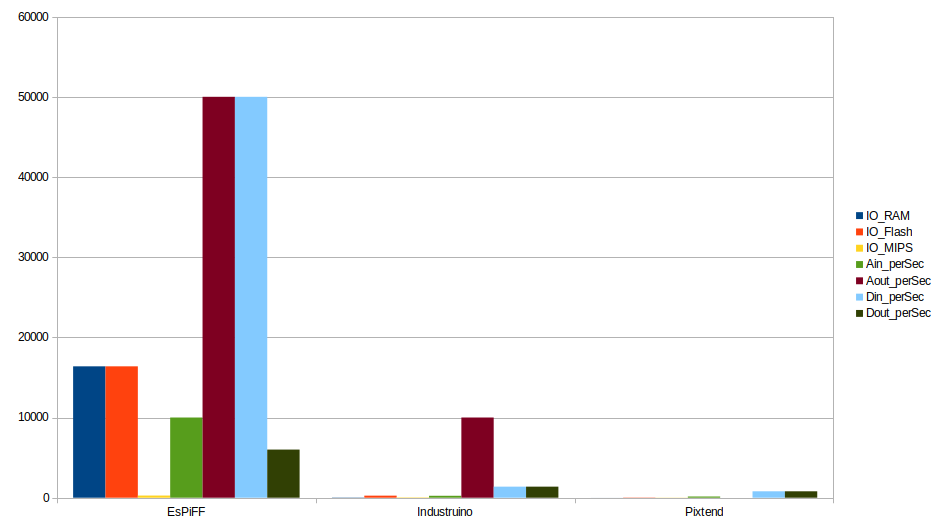 60000
50000
40000
30000
20000
10000
0
EsPiFF
Industruino
Pixtend
IO_RAM
IO_Flash
IO_MIPS
Ain_perSec
Aout_perSec
Din_perSec
Dout_perSec